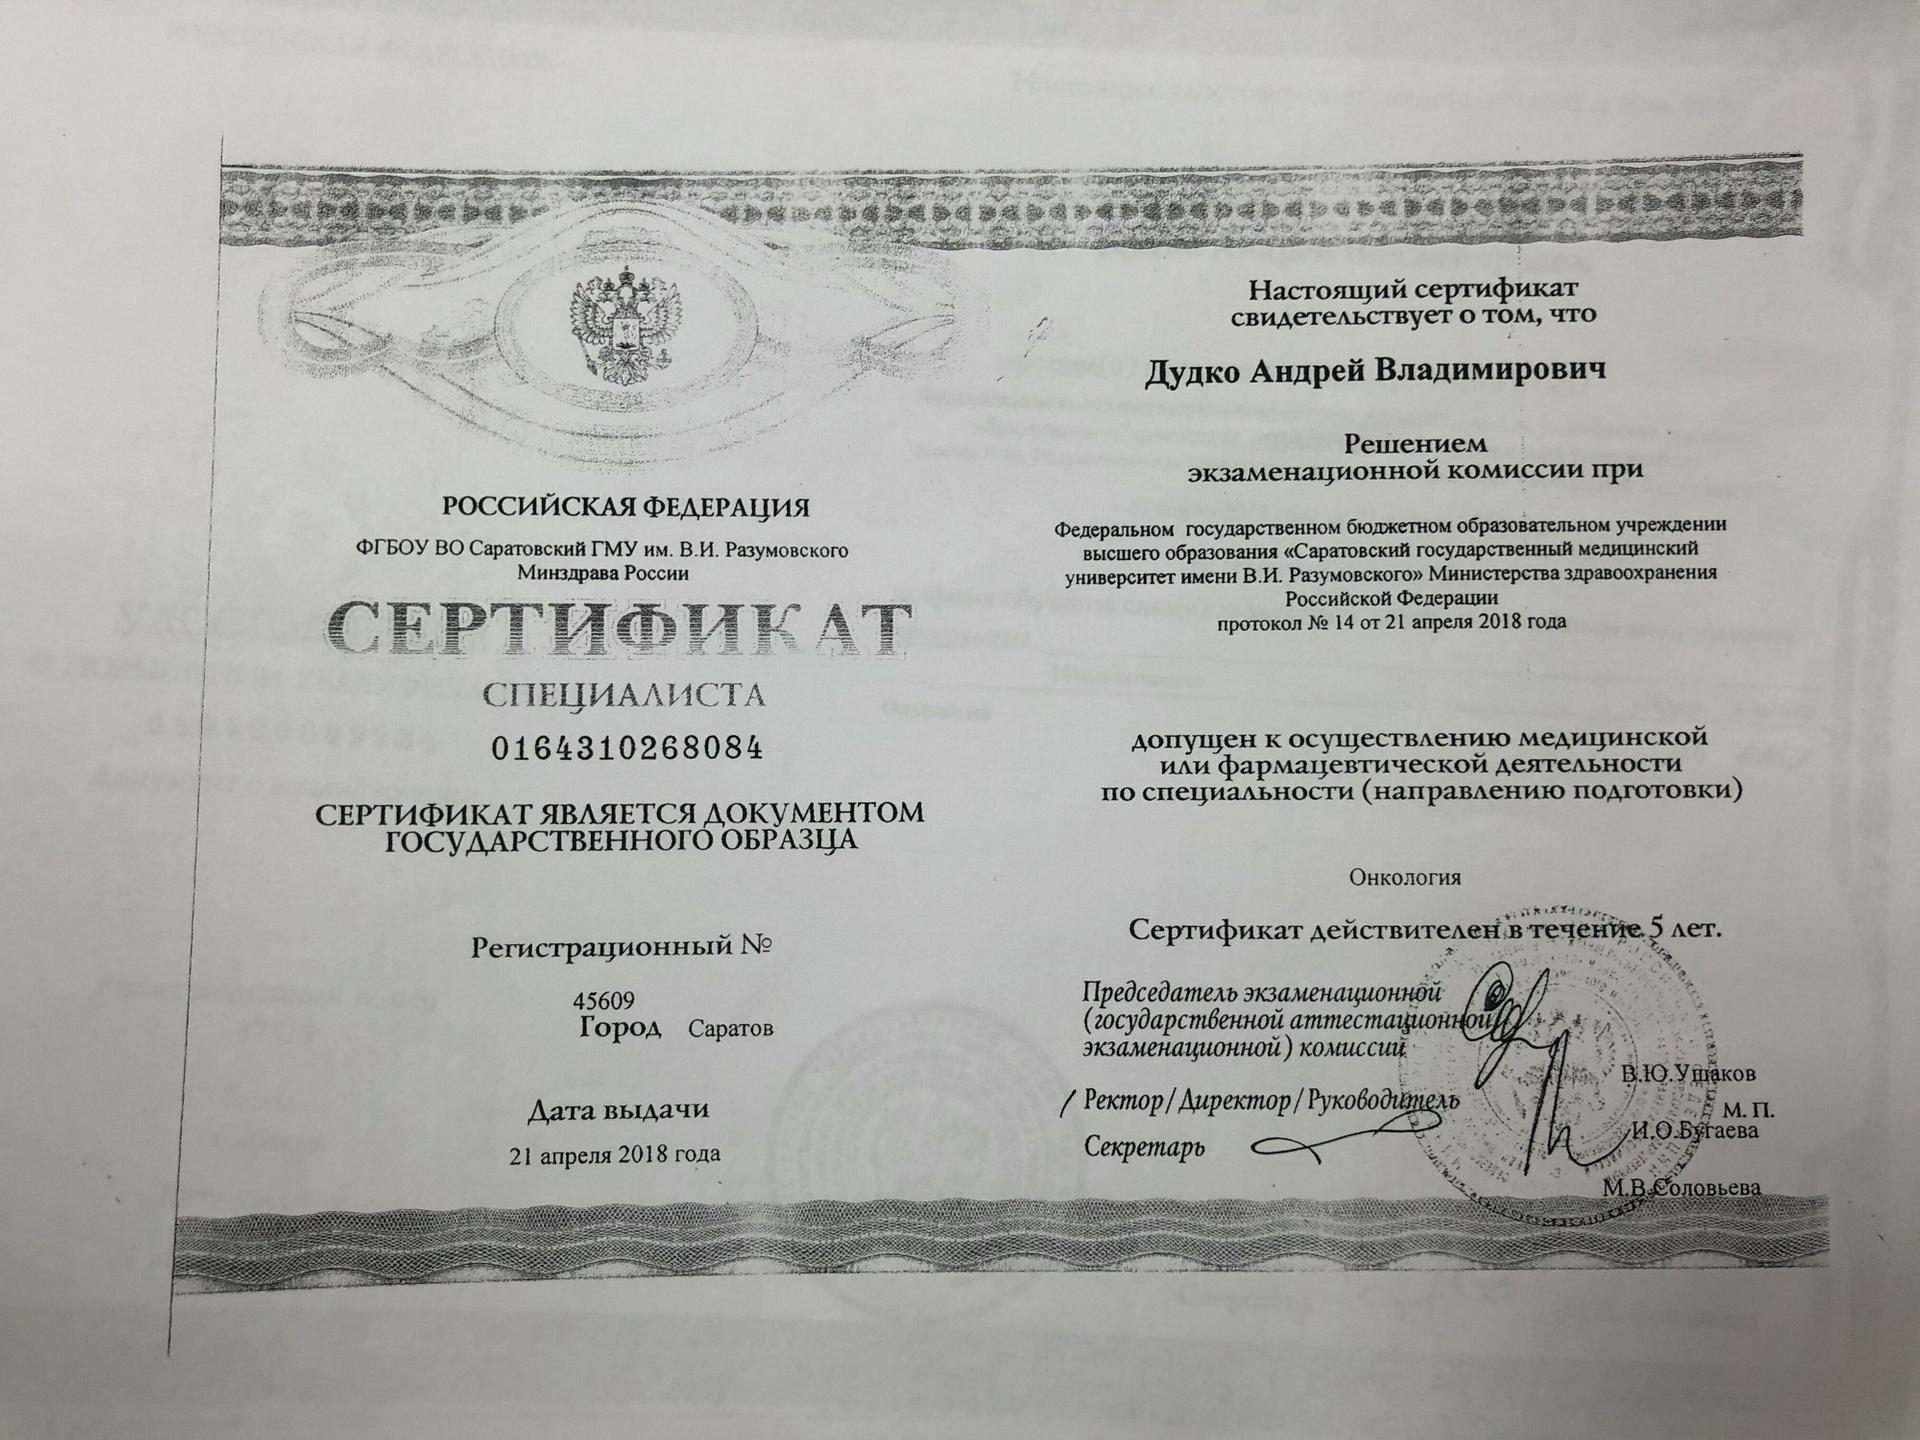 РОССИЙСКАЯ ФЕДЕРАЦИЯ
ФГБОУ ВО Саратовский ГМУ им. В.И. Разумовского
Минздрава России
СЕРТИФИКАТ
СПЕЦИАЛИСТА
0164310268084
СЕРТИФИКАТ ЯВЛЯЕТСЯ ДОКУМЕНТОМ
ГОСУДАРСТВЕННОГО ОБРАЗЦА
Регистрационный №
45609
Город Саратов
Дата выдачи
21 апреля 2018 года
Настоящий сертификат
свидетельствует о том, что
Дудко Андрей Владимирович
Решением
экзаменационной комиссии при
Федеральном государственном бюджетном образовательном учреждении
высшего образования «Саратовский государственный медицинский
университет имени В.И. Разумовского» Министерства здравоохранения
Российской Федерации
протокол № 14 от 21 апреля 2018 года
допущен к осуществлению медицинской
или фармацевтической деятельности
по специальности (направлению подготовки)
Онкология
Сертификат действителен в течение 5 лет.
Председатель экзаменационной
(государственной аттестационной
экзаменационной) комиссии
В.Ю.Ушаков
/ Ректор/Директор/Руководитель
М. П.
И.О.Бугаева
Секретарь
М.В.Соловьева